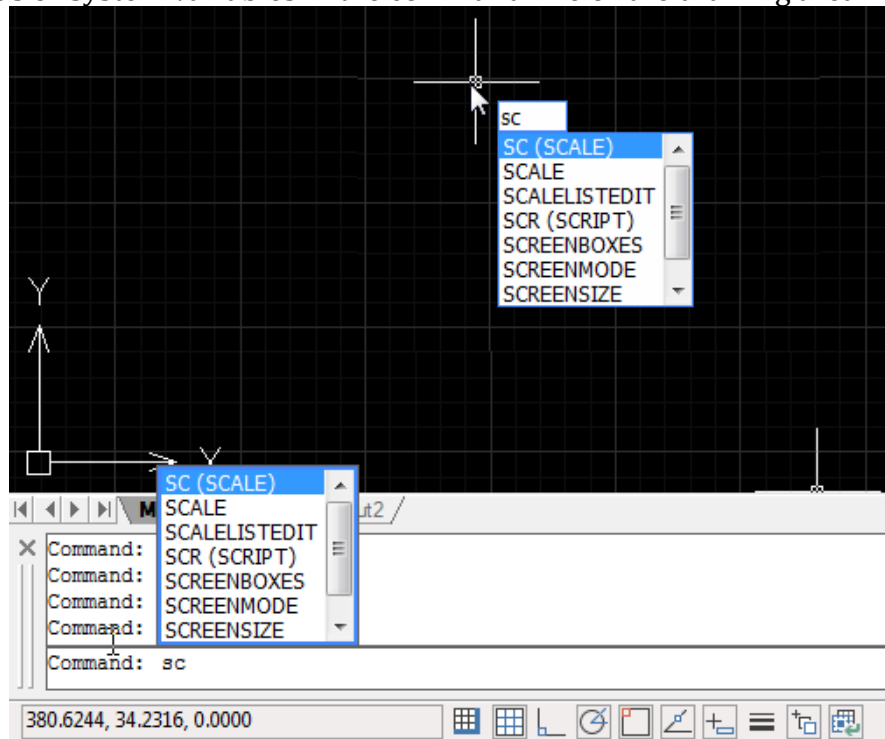 sc
SC (SCALE)
SCALE
SCALELISTEDIT
SCR (SCRIPT)
SCREENBOXES
SCREENMODE
SCREENSIZE
Y
SC (SCALE)
SCALE
SCALELISTEDIT
SCR (SCRIPT)
SCREENBOXES
SCREENMODE
SCREENSIZE
M
ut2
Command:
Command:
Command:
Command:
Command: sc
380.6244, 34.2316, 0.0000